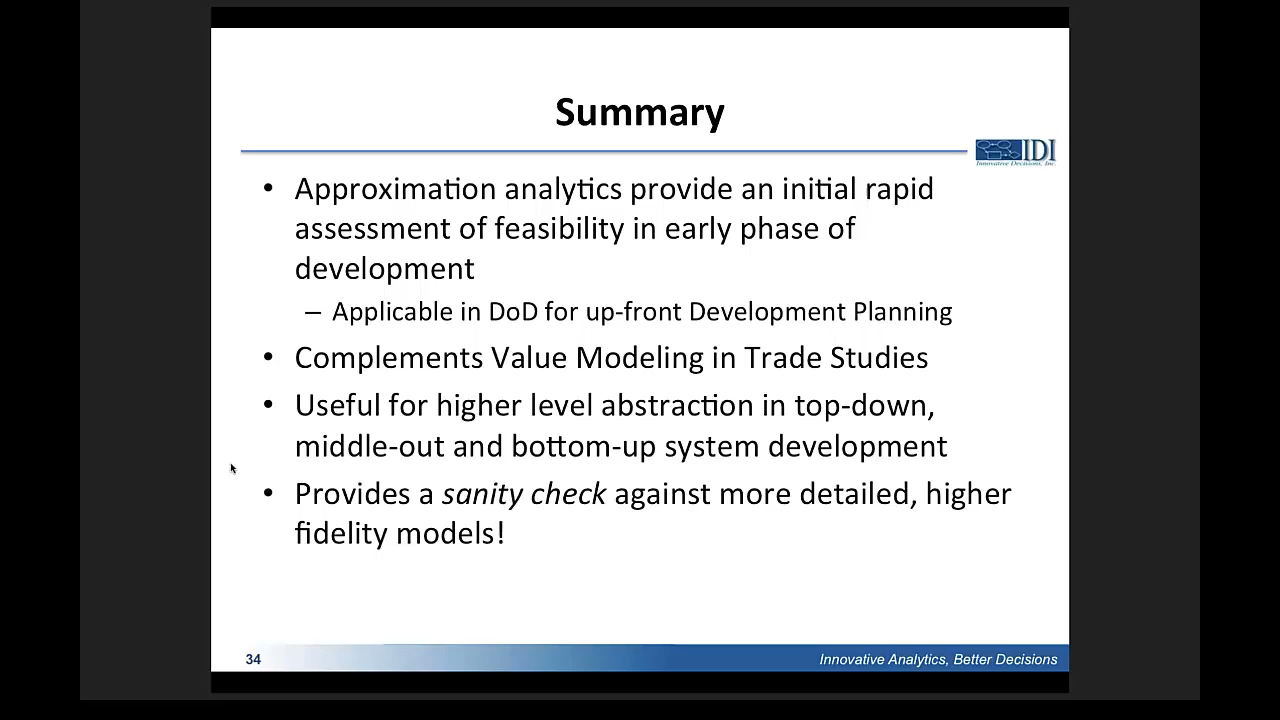 Summary
IDI
Innovative Decisions, Inc.
• Approximation analytics provide an initial rapid
assessment of feasibility in early phase of
development
– Applicable in DoD for up-front Development Planning
• Complements Value Modeling in Trade Studies
• Useful for higher level abstraction in top-down,
middle-out and bottom-up system development
• Provides a sanity check against more detailed, higher
fidelity models!
34
Innovative Analytics, Better Decisions